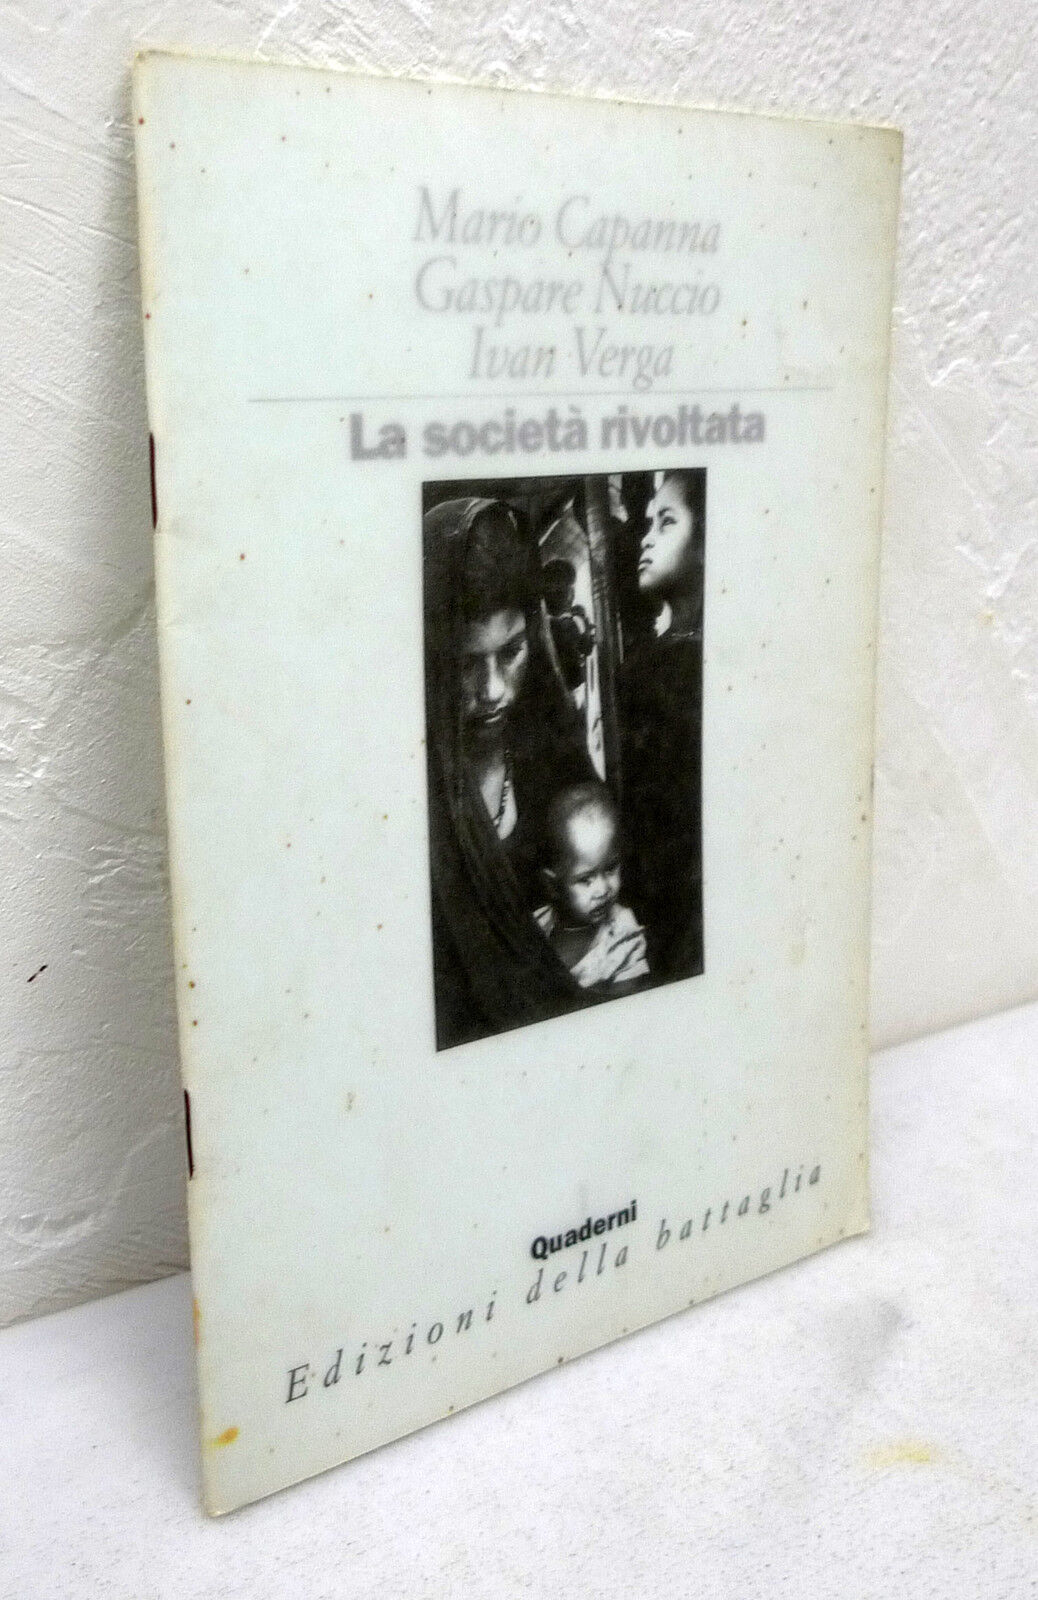 Mario Capanna
Gaspare Nuccio
Ivan Verga
La società rivoltata
Quaderni
Edizioni della battaglia